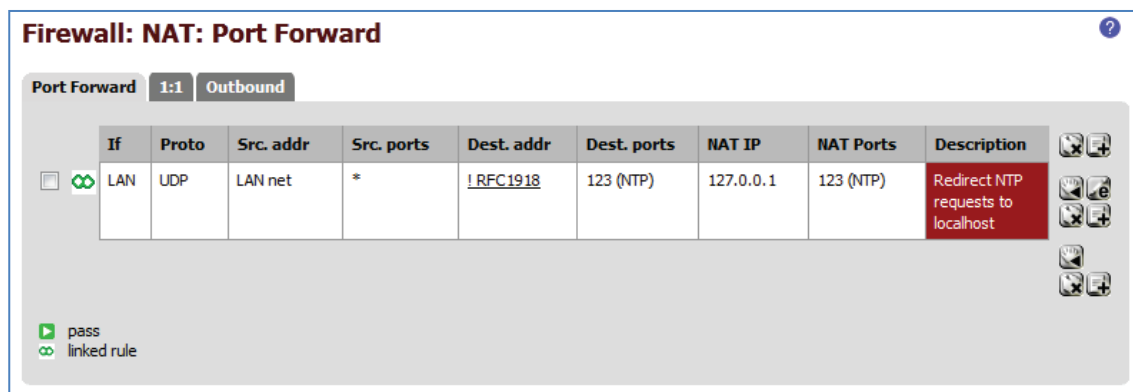 Firewall: NAT: Port Forward
?
Port Forward 1:1 Outbound
If Proto Src. addr Src. ports Dest. addr Dest. ports NAT IP NAT Ports Description
LAN UDP LAN net * ! RFC1918 123 (NTP) 127.0.0.1 123 (NTP) Redirect NTP
requests to
localhost
pass
linked rule